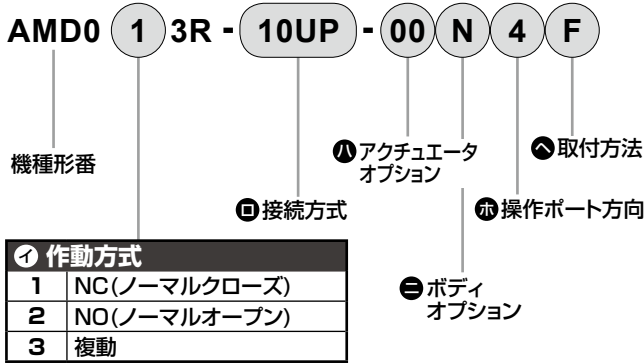 AMD0 1 3R - 10UP - 00 N 4 F
機種形番
ハ アクチュエータ
オプション
ヘ 取付方法
ロ 接続方式
ホ 操作ポート方向
イ 作動方式
1 NC(ノーマルクローズ)
2 NO(ノーマルオープン)
3 複動
ニ ボディ
オプション